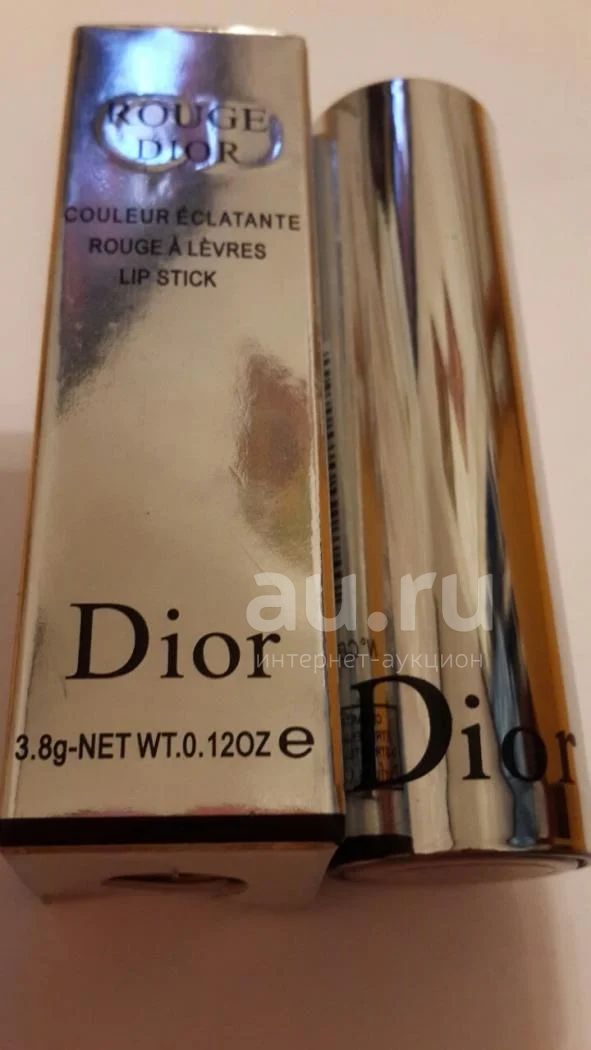 ROUGE
DIOR
COULEUR ÉCLATANTE
ROUGE À LÈVRES
LIP STICK
Dior
3.8g-NET WT.0.12OZ e
Dior
au.ru
интернет-аукцион